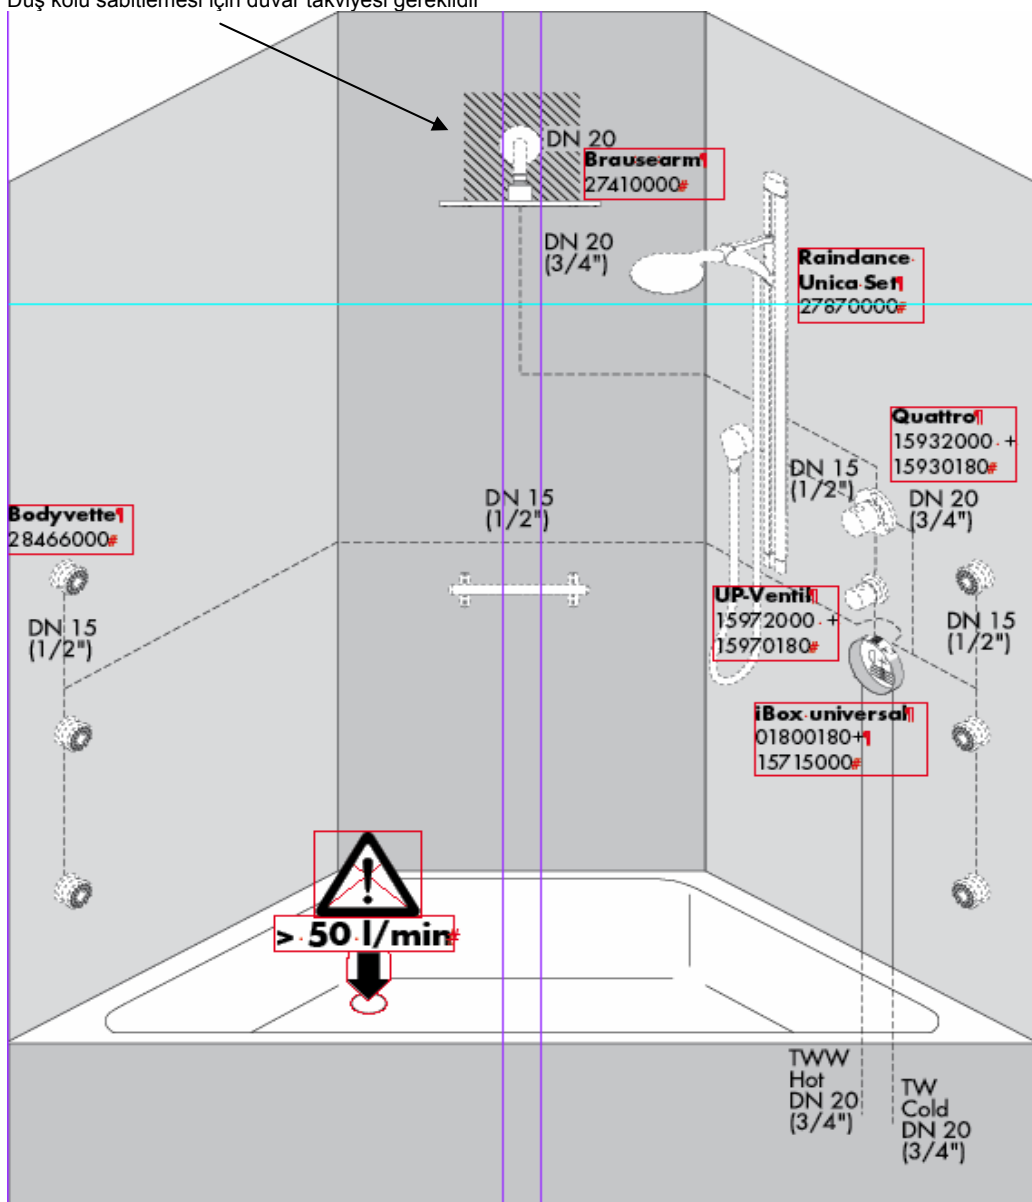 Duş kolu sabitlemesi için duvar takviyesi gereklidir
DN 20
Brausearm¶
27410000#
DN 20
(3/4")
Raindance·
Unica·Set¶
27870000#
Quattro¶
15932000·+
15930180#
DN 15
(1/2")
DN 20
(3/4")
DN 15
(1/2")
Bodyvette¶
28466000#
DN 15
(1/2")
UP-Ventil¶
15972000·+
15970180#
DN 15
(1/2")
iBox·universal¶
01800180+¶
15715000#
!
>·50·l/min#
TWW
Hot
DN 20
(3/4")
TW
Cold
DN 20
(3/4")